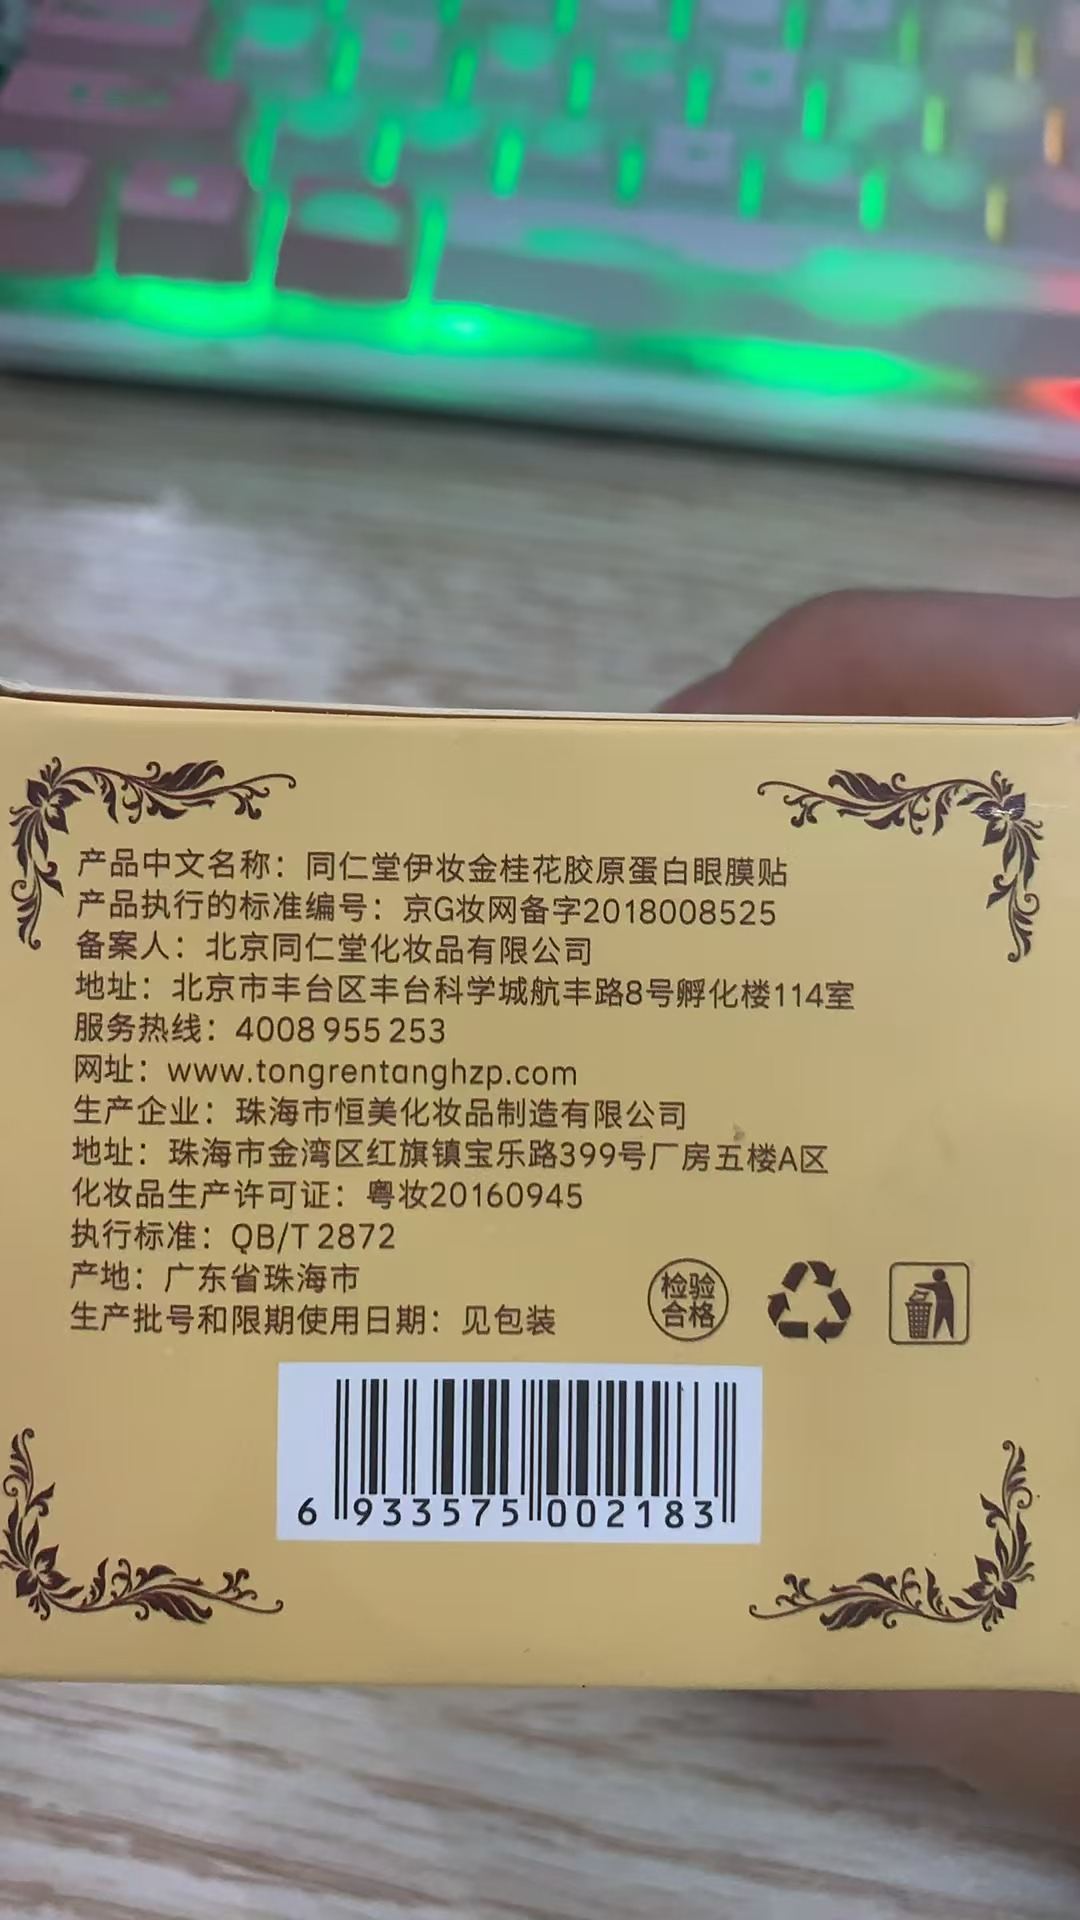 产品中文名称：同仁堂伊妆金桂花胶原蛋白眼膜贴
产品执行的标准编号：京G妆网备字2018008525
备案人：北京同仁堂化妆品有限公司
地址：北京市丰台区丰台科学城航丰路8号孵化楼114室
服务热线：4008 955 253
网址：www.tongrentanghzp.com
生产企业：珠海市恒美化妆品制造有限公司
地址：珠海市金湾区红旗镇宝乐路399号厂房五楼A区
化妆品生产许可证：粤妆20160945
执行标准：QB/T 2872
产地：广东省珠海市
生产批号和限期使用日期：见包装
检验
合格
6 933575 002183